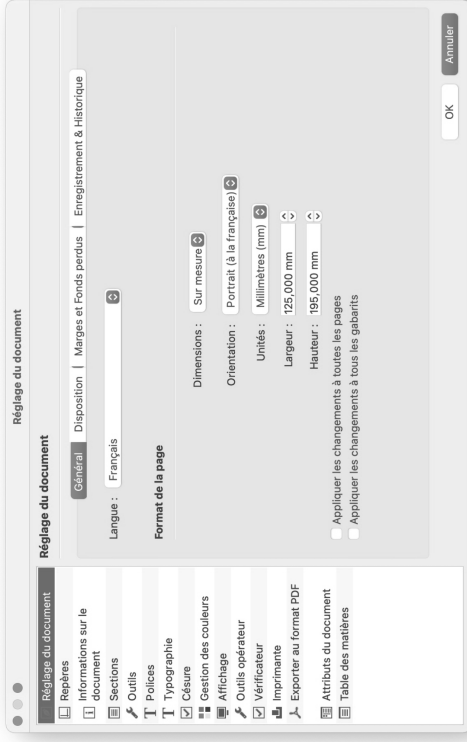 Réglage du document
Réglage du document
Repères
Informations sur le
document
Sections
Outils
Polices
Typographie
Césure
Gestion des couleurs
Affichage
Outils opérateur
Vérificateur
Imprimante
Exporter au format PDF
Attributs du document
Table des matières
Réglage du document
Général
Disposition | Marges et Fonds perdus | Enregistrement & Historique
Langue : Français
Format de la page
Dimensions : Sur mesure
Orientation : Portrait (à la française)
Unités : Millimètres (mm)
Largeur : 125,000 mm
Hauteur : 195,000 mm
Appliquer les changements à toutes les pages
Appliquer les changements à tous les gabarits
OK
Annuler